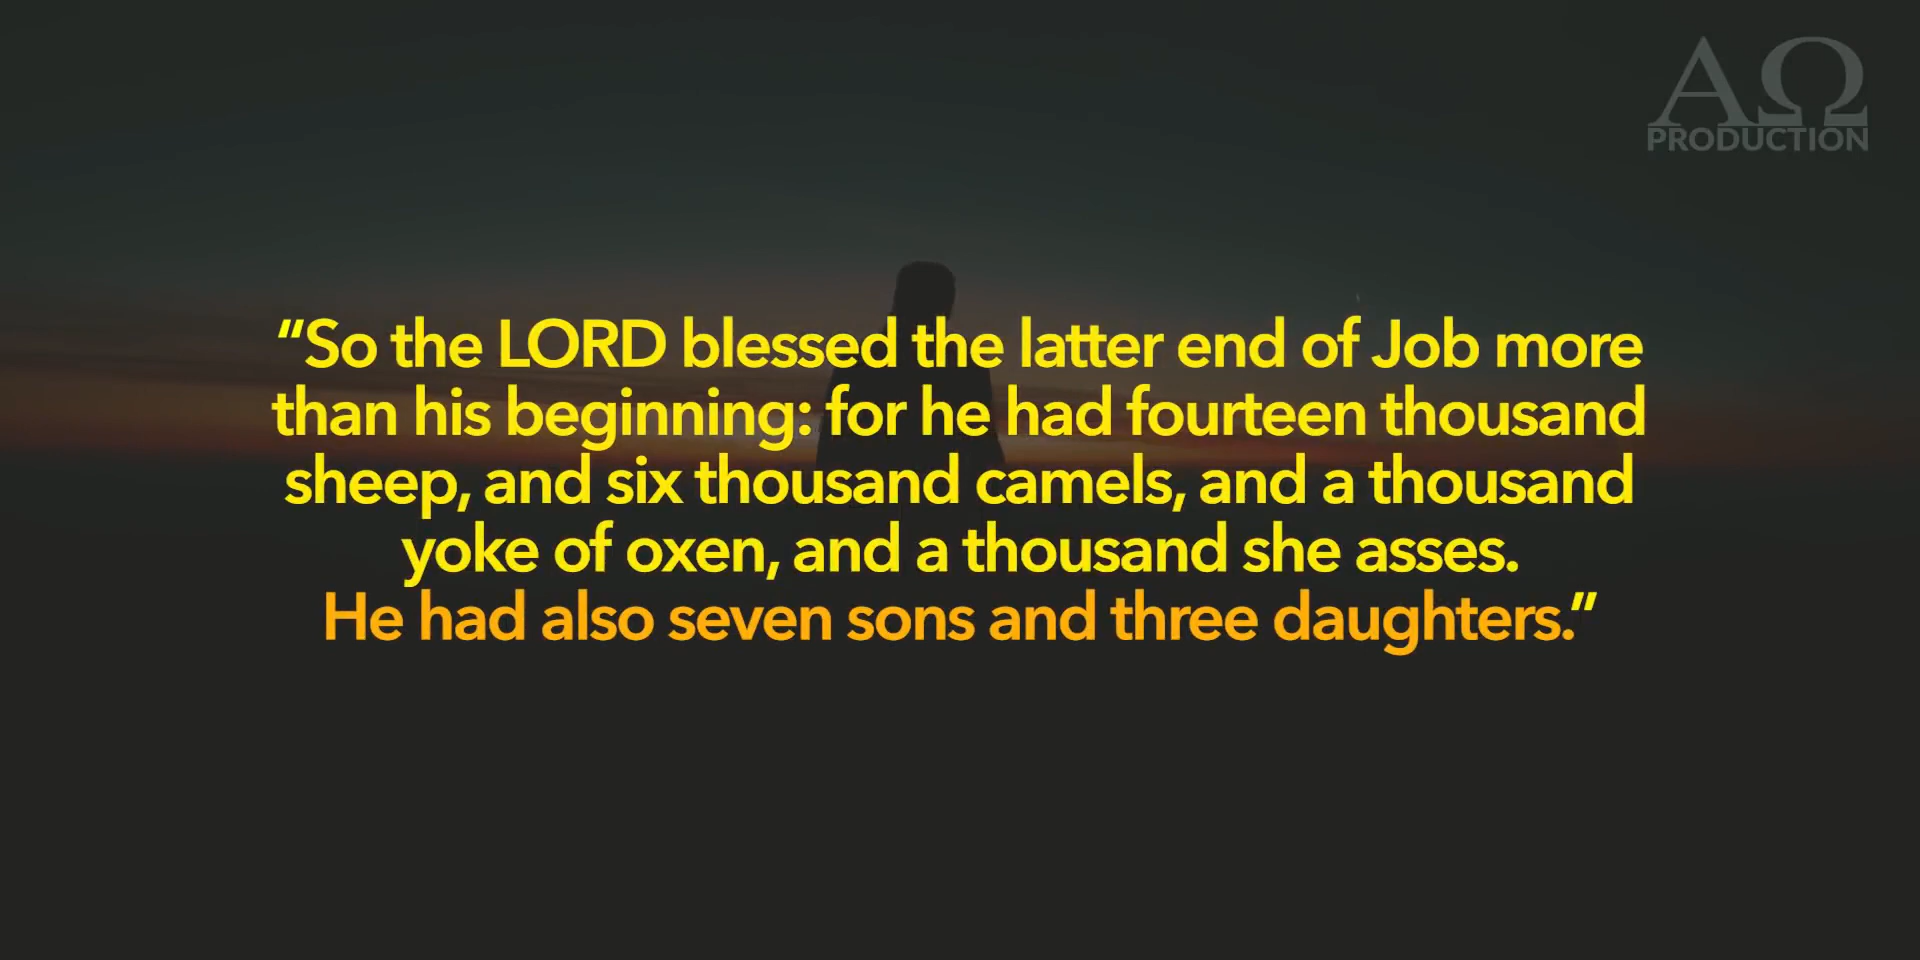 ΑΩ
PRODUCTION
“So the LORD blessed the latter end of Job more
than his beginning: for he had fourteen thousand
sheep, and six thousand camels, and a thousand
yoke of oxen, and a thousand she asses.
He had also seven sons and three daughters.”